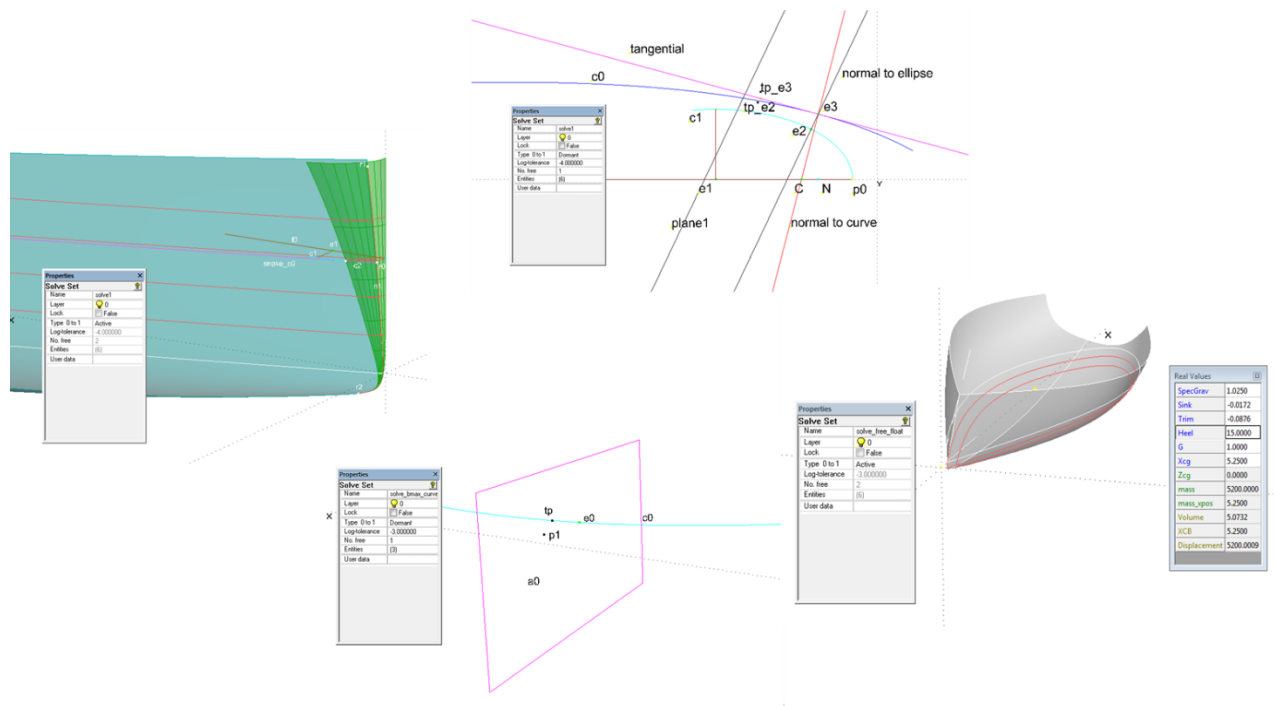 tangential
c0
normal to ellipse
tp_e3
tp_e2
e3
c1
e2
e1
C
N
p0
Y
plane1
normal to curve
Properties
Solve Set
Name solve1
Layer 0
Lock False
Type 0 to 1 Dormant
Log-tolerance -4.000000
No. free 1
Entities (6)
User data
f0
e1
c1
snake_c0
c2
n1
r2
X
Properties
Solve Set
Name solve1
Layer 0
Lock False
Type 0 to 1 Active
Log-tolerance -4.000000
No. free 2
Entities (6)
User data
X
tp
e0
c0
p1
a0
Properties
Solve Set
Name solve_bmax_curve
Layer 0
Lock False
Type 0 to 1 Dormant
Log-tolerance -3.000000
No. free 1
Entities (3)
User data
X
Properties
Solve Set
Name solve_free_float
Layer 0
Lock False
Type 0 to 1 Active
Log-tolerance -3.000000
No. free 2
Entities (6)
User data
Real Values
SpecGrav 1.0250
Sink -0.0172
Trim -0.0876
Heel 15.0000
G 1.0000
Xcg 5.2500
Zcg 0.0000
mass 5200.0000
mass_xpos 5.2500
Volume 5.0732
XCB 5.2500
Displacement 5200.0009